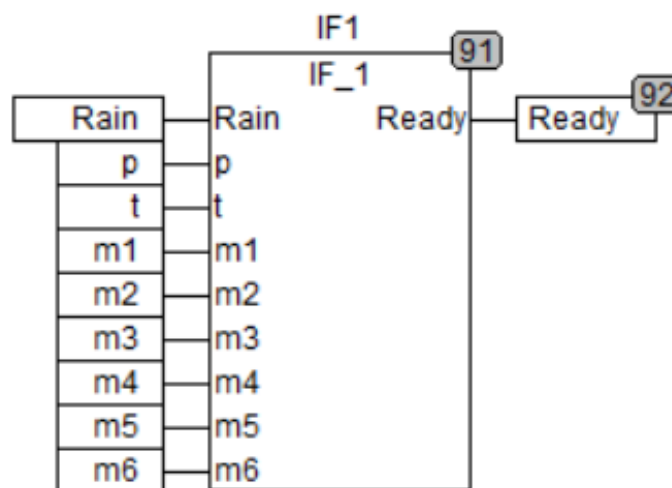 IF1
91
IF_1
92
Rain Rain Ready Ready
p p
t t
m1 m1
m2 m2
m3 m3
m4 m4
m5 m5
m6 m6